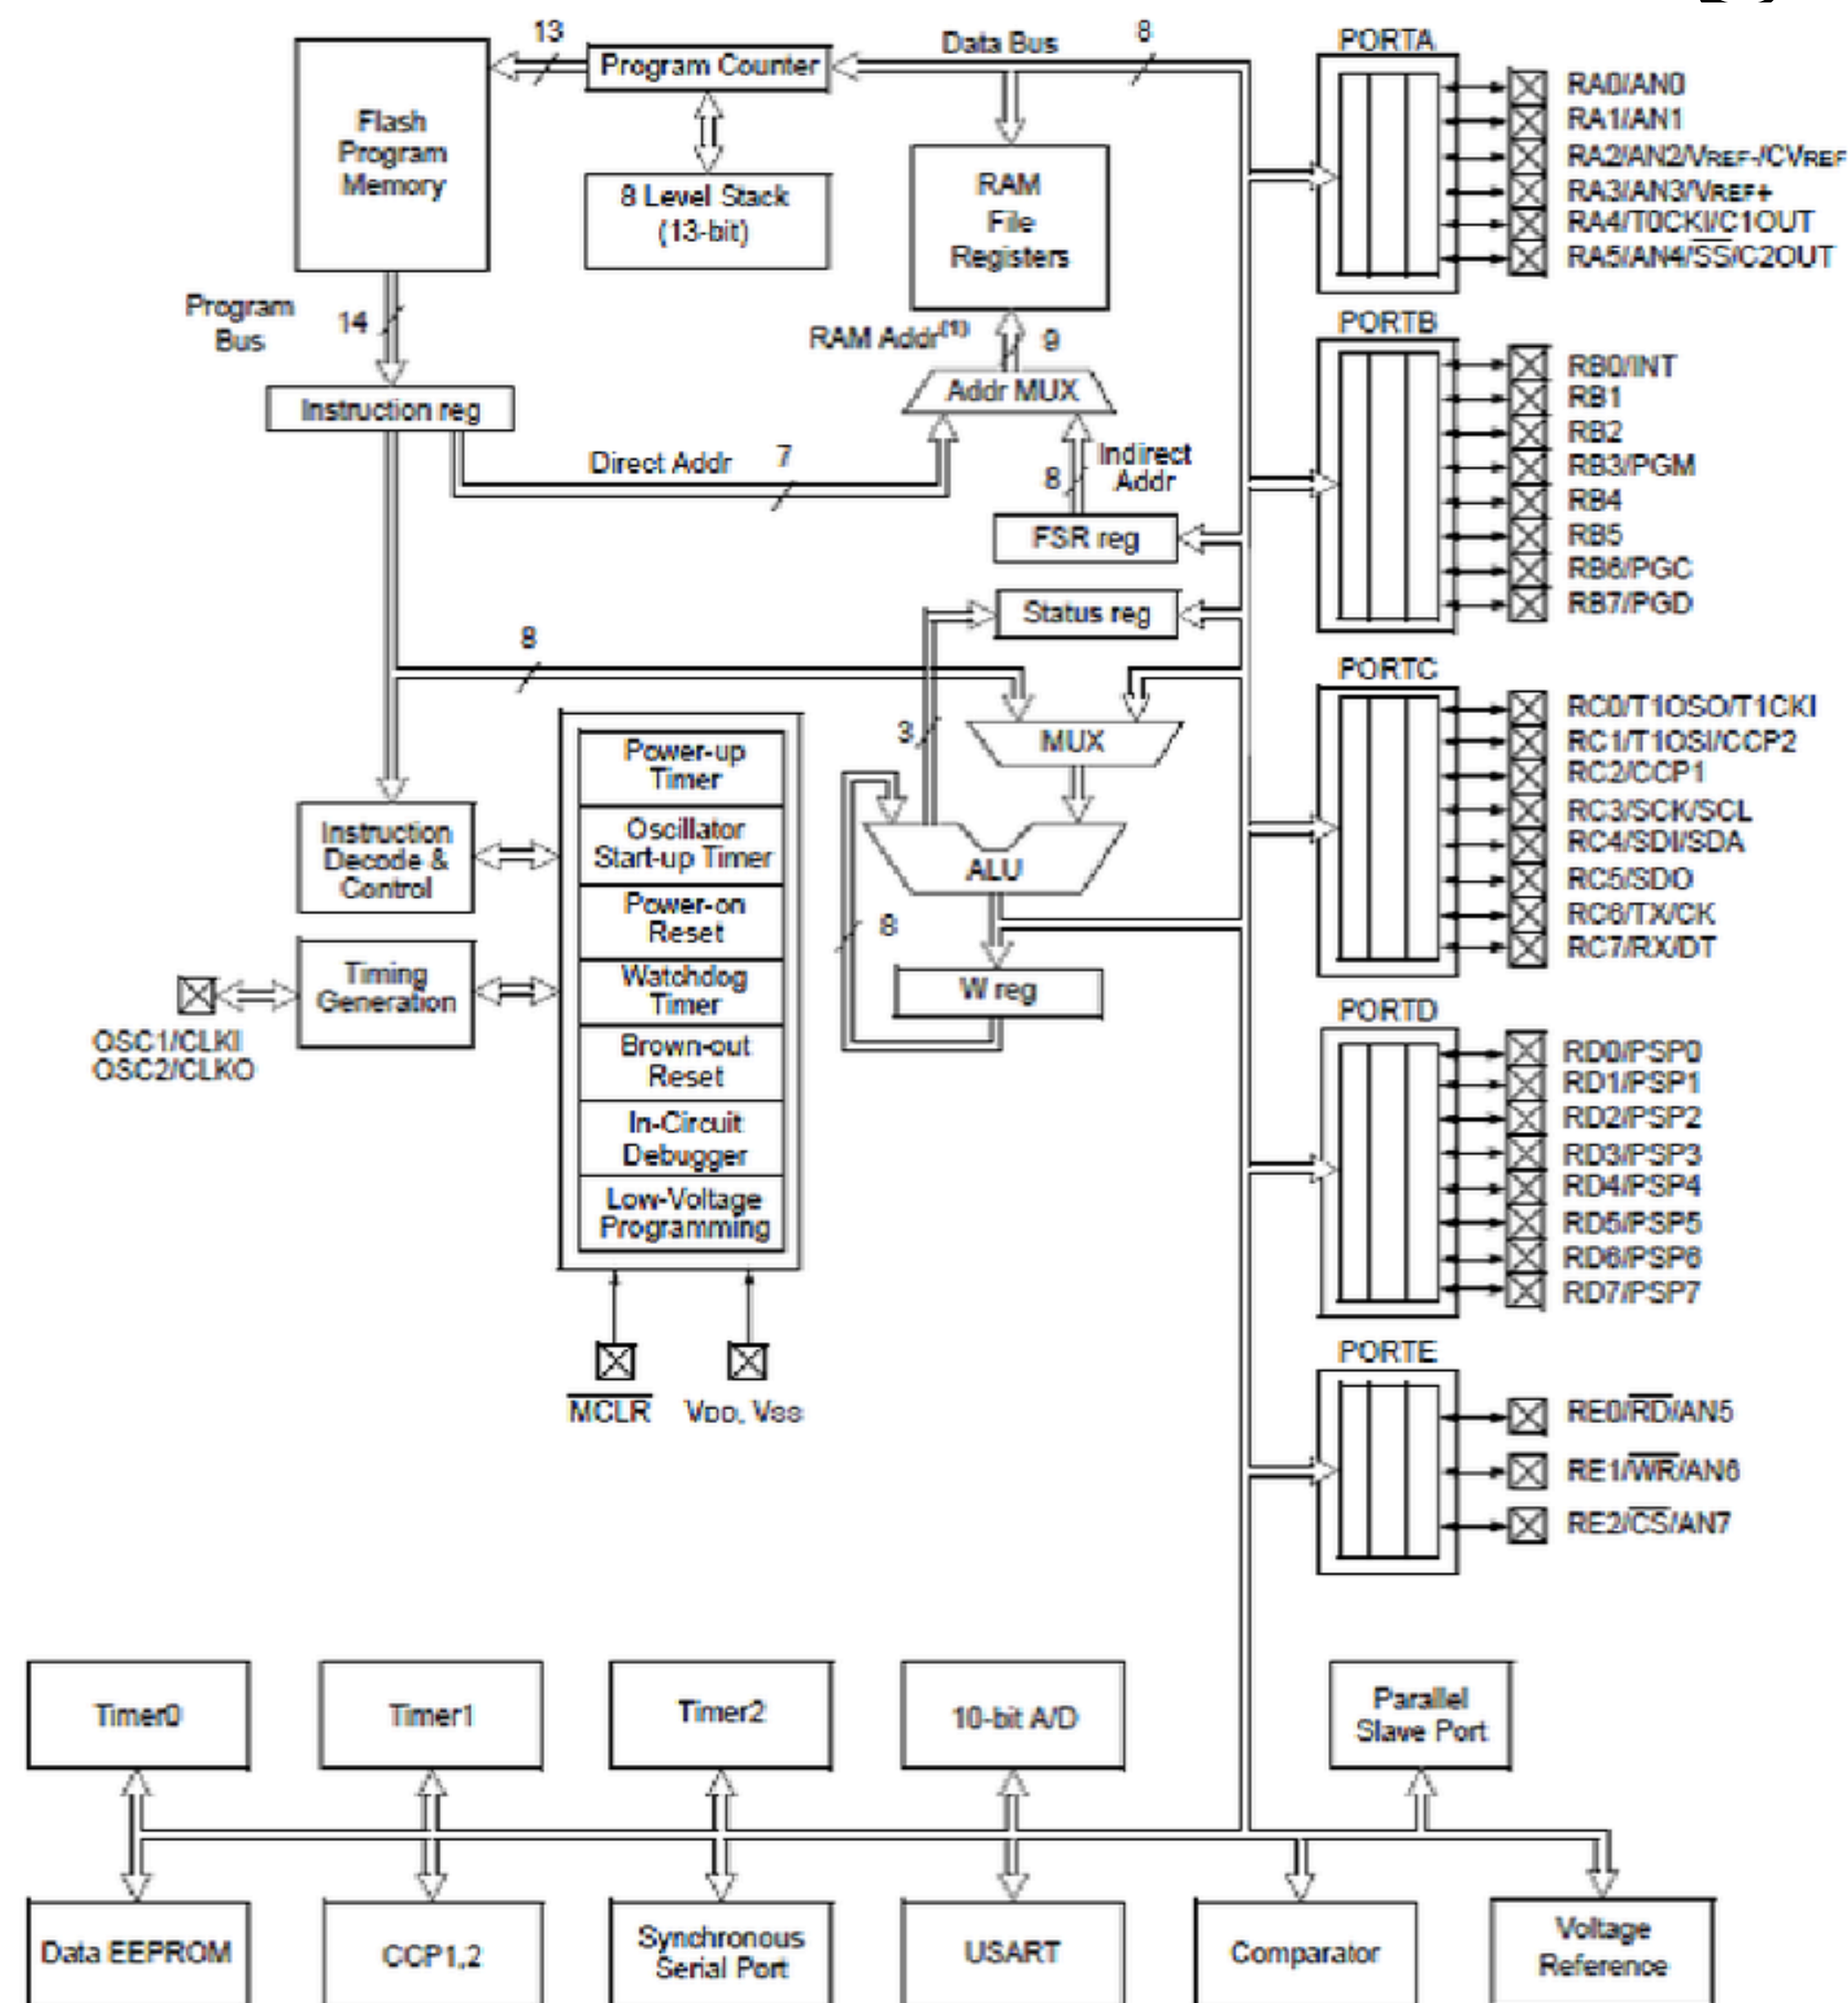 13
Program Counter
Data Bus
8
Flash
Program
Memory
8 Level Stack
(13-bit)
RAM
File
Registers
Program
Bus
14
RAM Addr(1)
9
Addr MUX
Instruction reg
Direct Addr
7
Indirect
Addr
8
FSR reg
Status reg
8
3
MUX
ALU
8
W reg
Instruction
Decode &
Control
Timing
Generation
OSC1/CLKI
OSC2/CLKO
Power-up
Timer
Oscillator
Start-up Timer
Power-on
Reset
Watchdog
Timer
Brown-out
Reset
In-Circuit
Debugger
Low-Voltage
Programming
MCLR
VDD, VSS
PORTA
RA0/AN0
RA1/AN1
RA2/AN2/VREF-/CVREF
RA3/AN3/VREF+
RA4/T0CKI/C1OUT
RA5/AN4/SS/C2OUT
PORTB
RB0/INT
RB1
RB2
RB3/PGM
RB4
RB5
RB6/PGC
RB7/PGD
PORTC
RC0/T1OSO/T1CKI
RC1/T1OSI/CCP2
RC2/CCP1
RC3/SCK/SCL
RC4/SDI/SDA
RC5/SDO
RC6/TX/CK
RC7/RX/DT
PORTD
RD0/PSP0
RD1/PSP1
RD2/PSP2
RD3/PSP3
RD4/PSP4
RD5/PSP5
RD6/PSP6
RD7/PSP7
PORTE
RE0/RD/AN5
RE1/WR/AN6
RE2/CS/AN7
Timer0
Timer1
Timer2
10-bit A/D
Parallel
Slave Port
Data EEPROM
CCP1,2
Synchronous
Serial Port
USART
Comparator
Voltage
Reference